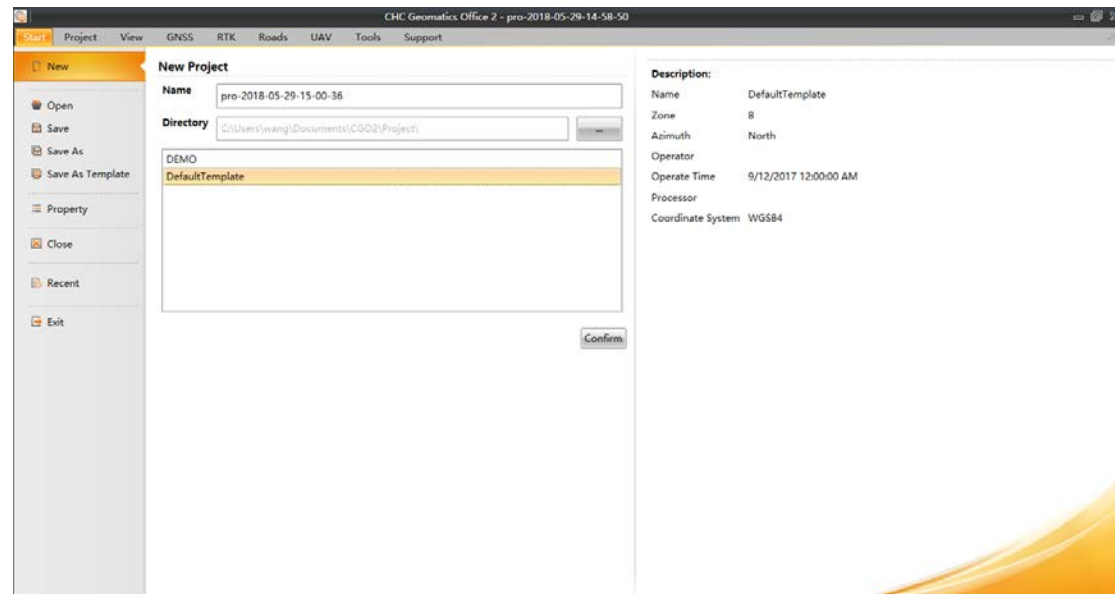 CHC Geomatics Office 2 - pro-2018-05-29-14-58-50
Start Project View GNSS RTK Roads UAV Tools Support
New
Open
Save
Save As
Save As Template
Property
Close
Recent
Exit
New Project
Name pro-2018-05-29-15-00-36
Directory C:\Users\wang\Documents\CGO2\Project\ ...
DEMO
DefaultTemplate
Confirm
Description:
Name DefaultTemplate
Zone 8
Azimuth North
Operator
Operate Time 9/12/2017 12:00:00 AM
Processor
Coordinate System WGS84